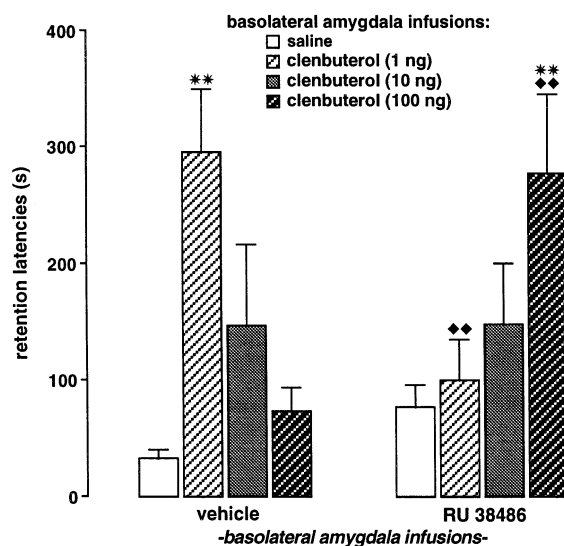 basolateral amygdala infusions:
saline
clenbuterol (1 ng)
clenbuterol (10 ng)
clenbuterol (100 ng)
400
300
200
100
0
retention latencies (s)
**
**
♦♦
♦♦
vehicle
RU 38486
-basolateral amygdala infusions-